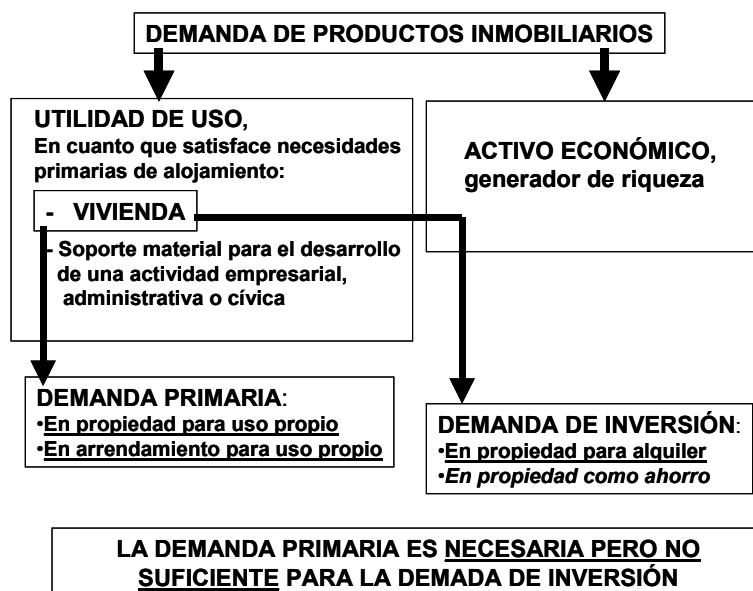 DEMANDA DE PRODUCTOS INMOBILIARIOS
UTILIDAD DE USO,
En cuanto que satisface necesidades
primarias de alojamiento:
- VIVIENDA
- Soporte material para el desarrollo
de una actividad empresarial,
administrativa o cívica
ACTIVO ECONÓMICO,
generador de riqueza
DEMANDA PRIMARIA:
•En propiedad para uso propio
•En arrendamiento para uso propio
DEMANDA DE INVERSIÓN:
•En propiedad para alquiler
•En propiedad como ahorro
LA DEMANDA PRIMARIA ES NECESARIA PERO NO
SUFICIENTE PARA LA DEMADA DE INVERSIÓN